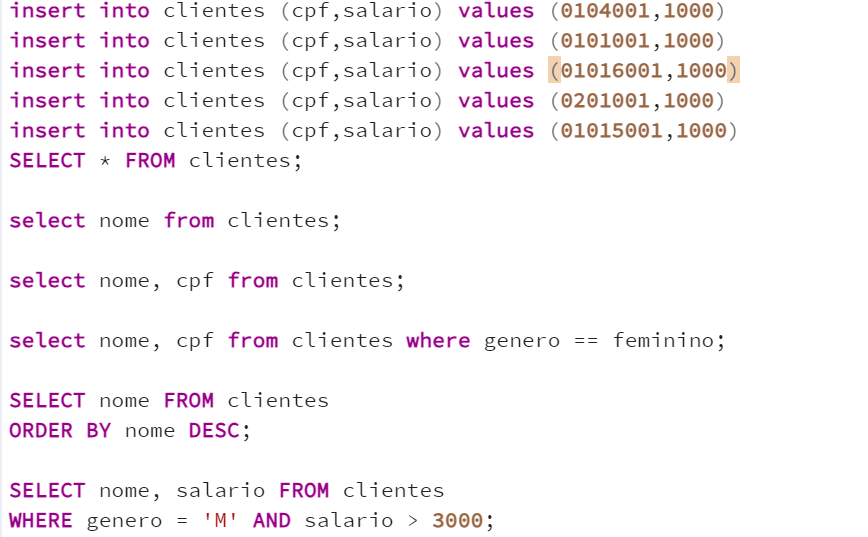 insert into clientes (cpf,salario) values (0104001,1000)
insert into clientes (cpf,salario) values (0101001,1000)
insert into clientes (cpf,salario) values (01016001,1000)
insert into clientes (cpf,salario) values (0201001,1000)
insert into clientes (cpf,salario) values (01015001,1000)
SELECT * FROM clientes;
select nome from clientes;
select nome, cpf from clientes;
select nome, cpf from clientes where genero == feminino;
SELECT nome FROM clientes
ORDER BY nome DESC;
SELECT nome, salario FROM clientes
WHERE genero = 'M' AND salario > 3000;